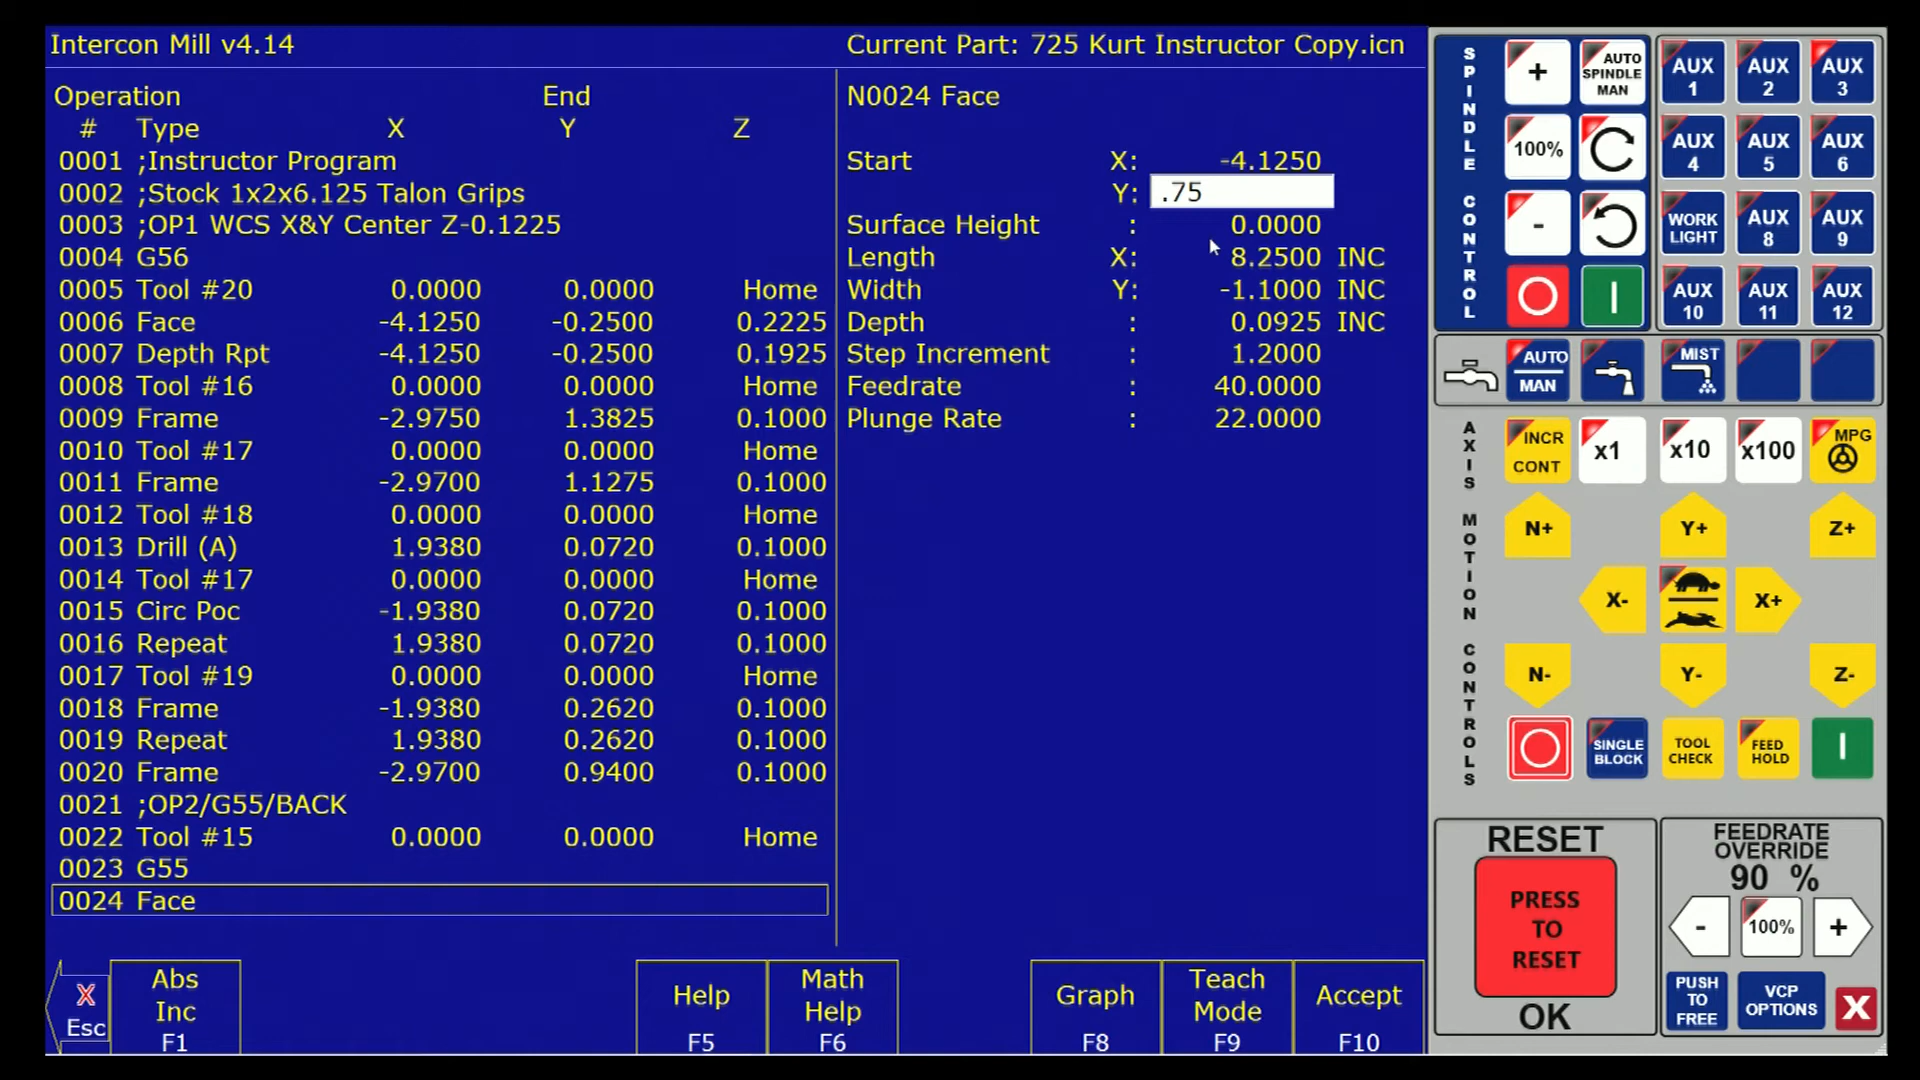 Intercon Mill v4.14
Current Part: 725 Kurt Instructor Copy.icn
Operation End
# Type X Y Z
0001 ;Instructor Program
0002 ;Stock 1x2x6.125 Talon Grips
0003 ;OP1 WCS X&Y Center Z-0.1225
0004 G56
0005 Tool #20 0.0000 0.0000 Home
0006 Face -4.1250 -0.2500 0.2225
0007 Depth Rpt -4.1250 -0.2500 0.1925
0008 Tool #16 0.0000 0.0000 Home
0009 Frame -2.9750 1.3825 0.1000
0010 Tool #17 0.0000 0.0000 Home
0011 Frame -2.9700 1.1275 0.1000
0012 Tool #18 0.0000 0.0000 Home
0013 Drill (A) 1.9380 0.0720 0.1000
0014 Tool #17 0.0000 0.0000 Home
0015 Circ Poc -1.9380 0.0720 0.1000
0016 Repeat 1.9380 0.0720 0.1000
0017 Tool #19 0.0000 0.0000 Home
0018 Frame -1.9380 0.2620 0.1000
0019 Repeat 1.9380 0.2620 0.1000
0020 Frame -2.9700 0.9400 0.1000
0021 ;OP2/G55/BACK
0022 Tool #15 0.0000 0.0000 Home
0023 G55
0024 Face
N0024 Face
Start X: -4.1250
Y: .75
Surface Height : 0.0000
Length X: 8.2500 INC
Width Y: -1.1000 INC
Depth : 0.0925 INC
Step Increment : 1.2000
Feedrate : 40.0000
Plunge Rate : 22.0000
X
Esc
Abs
Inc
F1
Help
F5
Math
Help
F6
Graph
F8
Teach
Mode
F9
Accept
F10
SPINDLE CONTROL
+
AUTO
SPINDLE
MAN
100%
-
AUX
1
AUX
2
AUX
3
AUX
4
AUX
5
AUX
6
WORK
LIGHT
AUX
8
AUX
9
AUX
10
AUX
11
AUX
12
AUTO
MAN
MIST
AXIS MOTION CONTROLS
INCR
CONT
x1
x10
x100
MPG
N+
Y+
Z+
X-
X+
N-
Y-
Z-
SINGLE
BLOCK
TOOL
CHECK
FEED
HOLD
RESET
PRESS
TO
RESET
OK
FEEDRATE
OVERRIDE
90 %
-
100%
+
PUSH
TO
FREE
VCP
OPTIONS
X